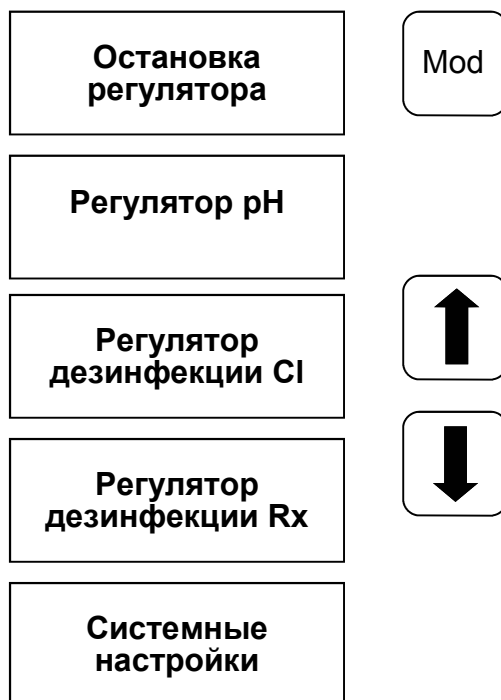 Остановка
регулятора
Mod
Регулятор pH
Регулятор
дезинфекции Cl
Регулятор
дезинфекции Rx
Системные
настройки